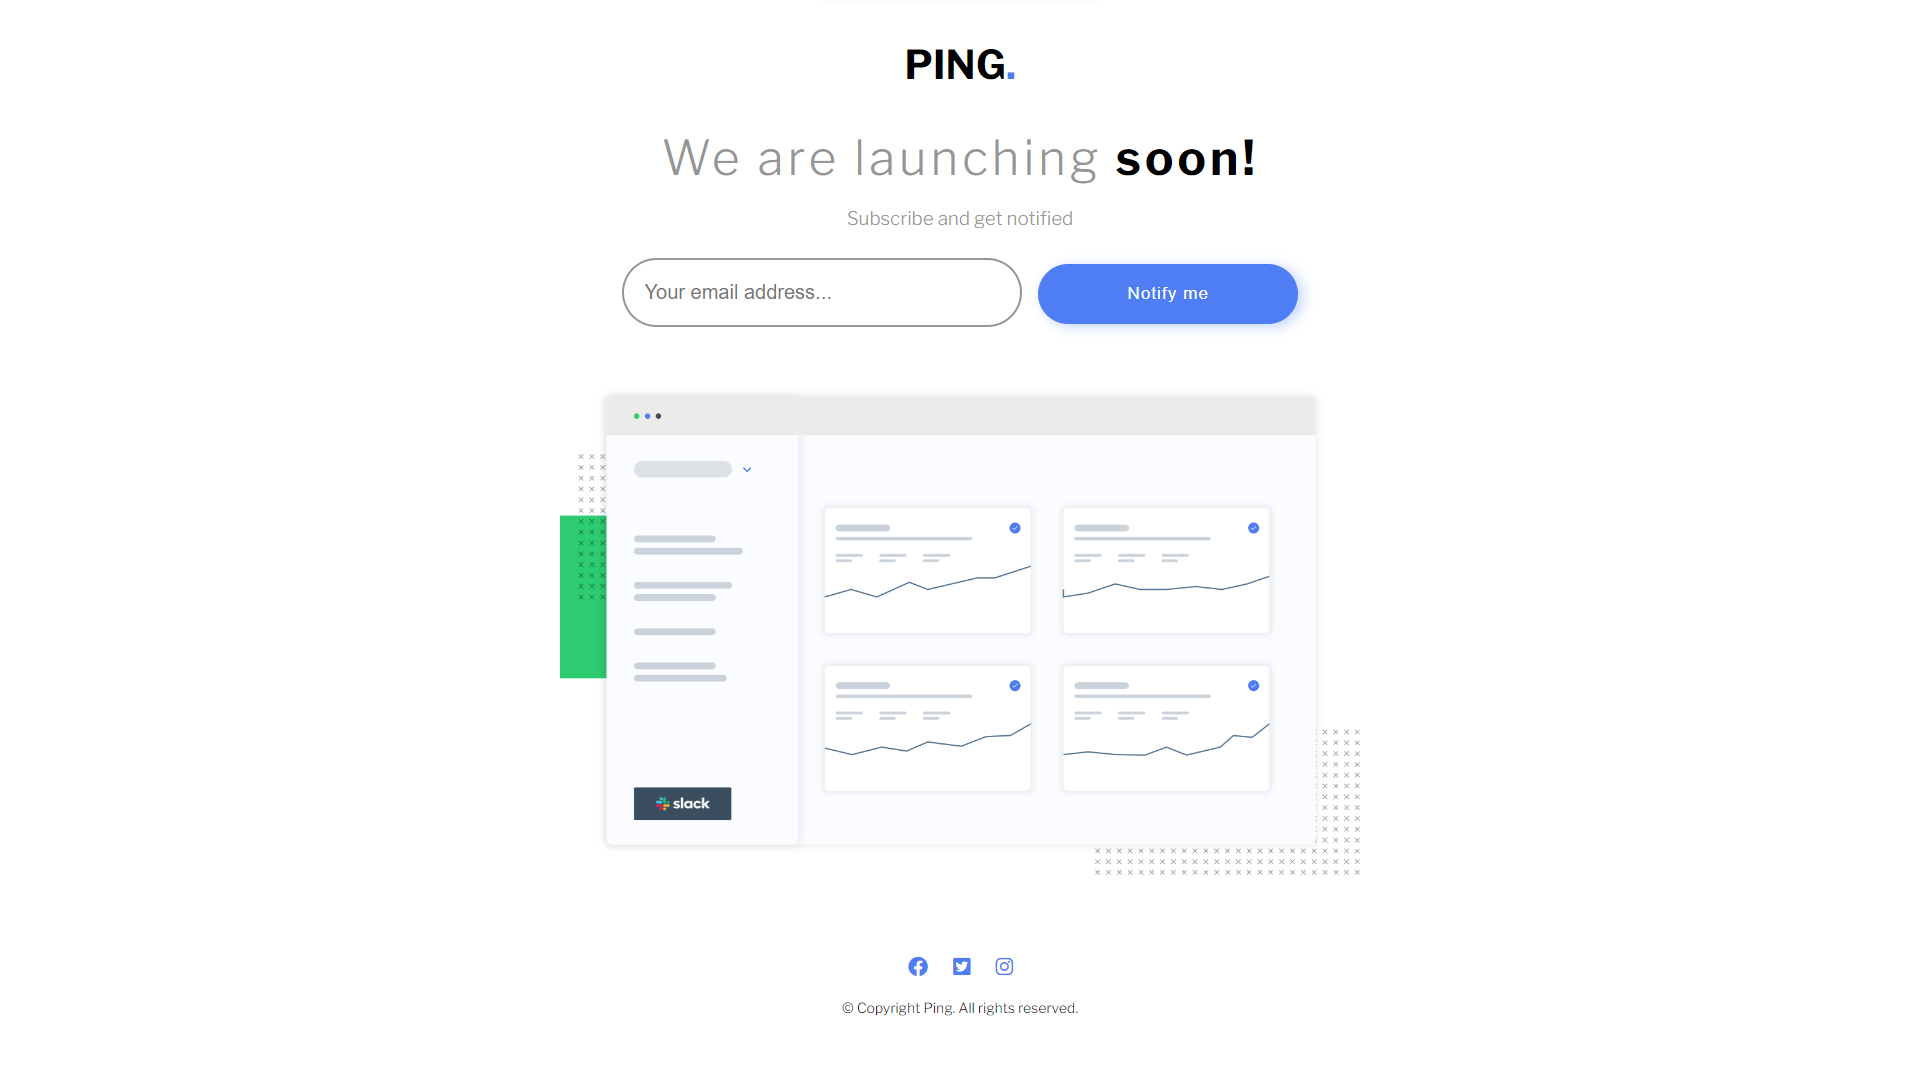 PING.
We are launching soon!
Subscribe and get notified
Your email address...
Notify me
slack
© Copyright Ping. All rights reserved.